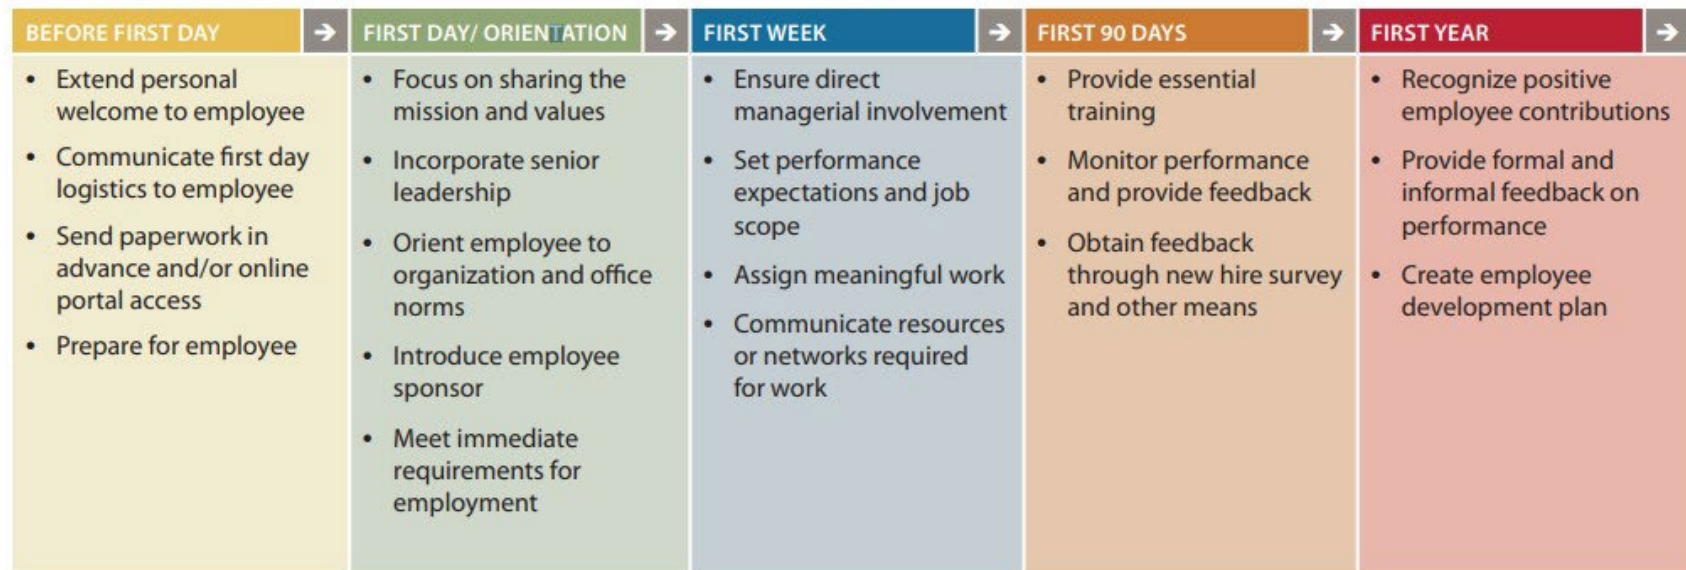 BEFORE FIRST DAY
• Extend personal
welcome to employee
• Communicate first day
logistics to employee
• Send paperwork in
advance and/or online
portal access
• Prepare for employee
FIRST DAY/ ORIENTATION
• Focus on sharing the
mission and values
• Incorporate senior
leadership
• Orient employee to
organization and office
norms
• Introduce employee
sponsor
• Meet immediate
requirements for
employment
FIRST WEEK
• Ensure direct
managerial involvement
• Set performance
expectations and job
scope
• Assign meaningful work
• Communicate resources
or networks required
for work
FIRST 90 DAYS
• Provide essential
training
• Monitor performance
and provide feedback
• Obtain feedback
through new hire survey
and other means
FIRST YEAR
• Recognize positive
employee contributions
• Provide formal and
informal feedback on
performance
• Create employee
development plan